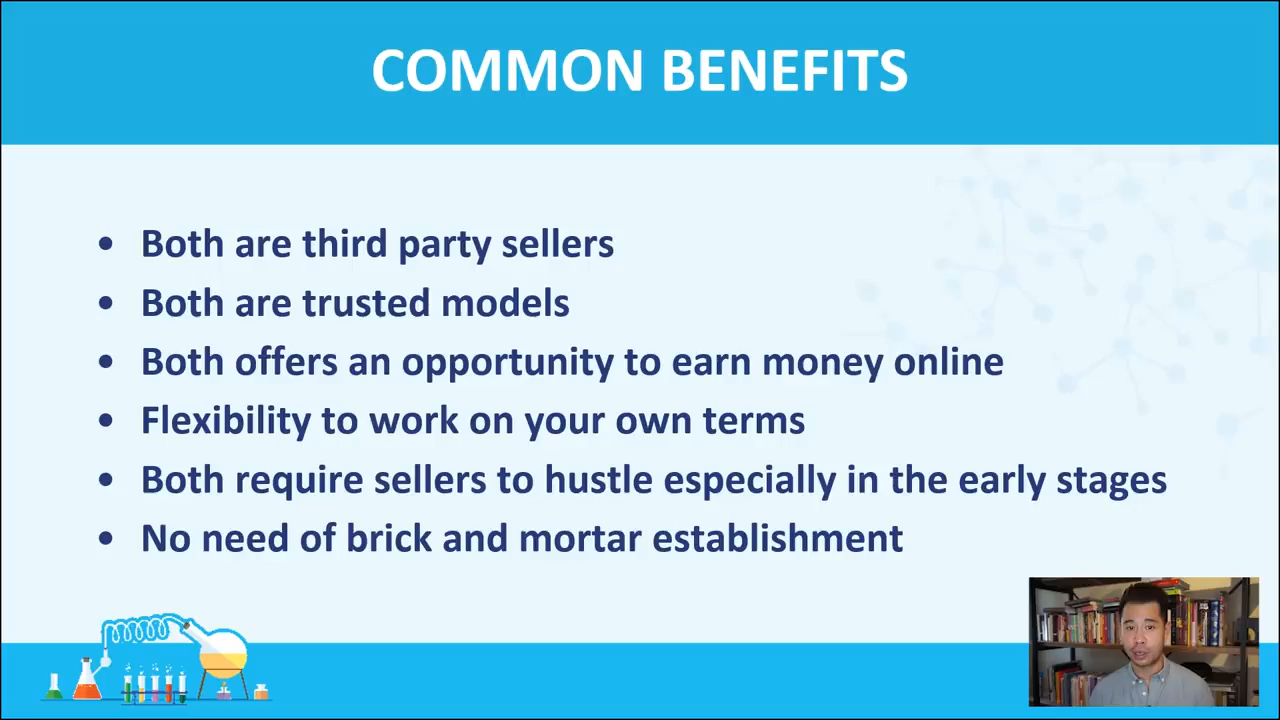 COMMON BENEFITS
• Both are third party sellers
• Both are trusted models
• Both offers an opportunity to earn money online
• Flexibility to work on your own terms
• Both require sellers to hustle especially in the early stages
• No need of brick and mortar establishment